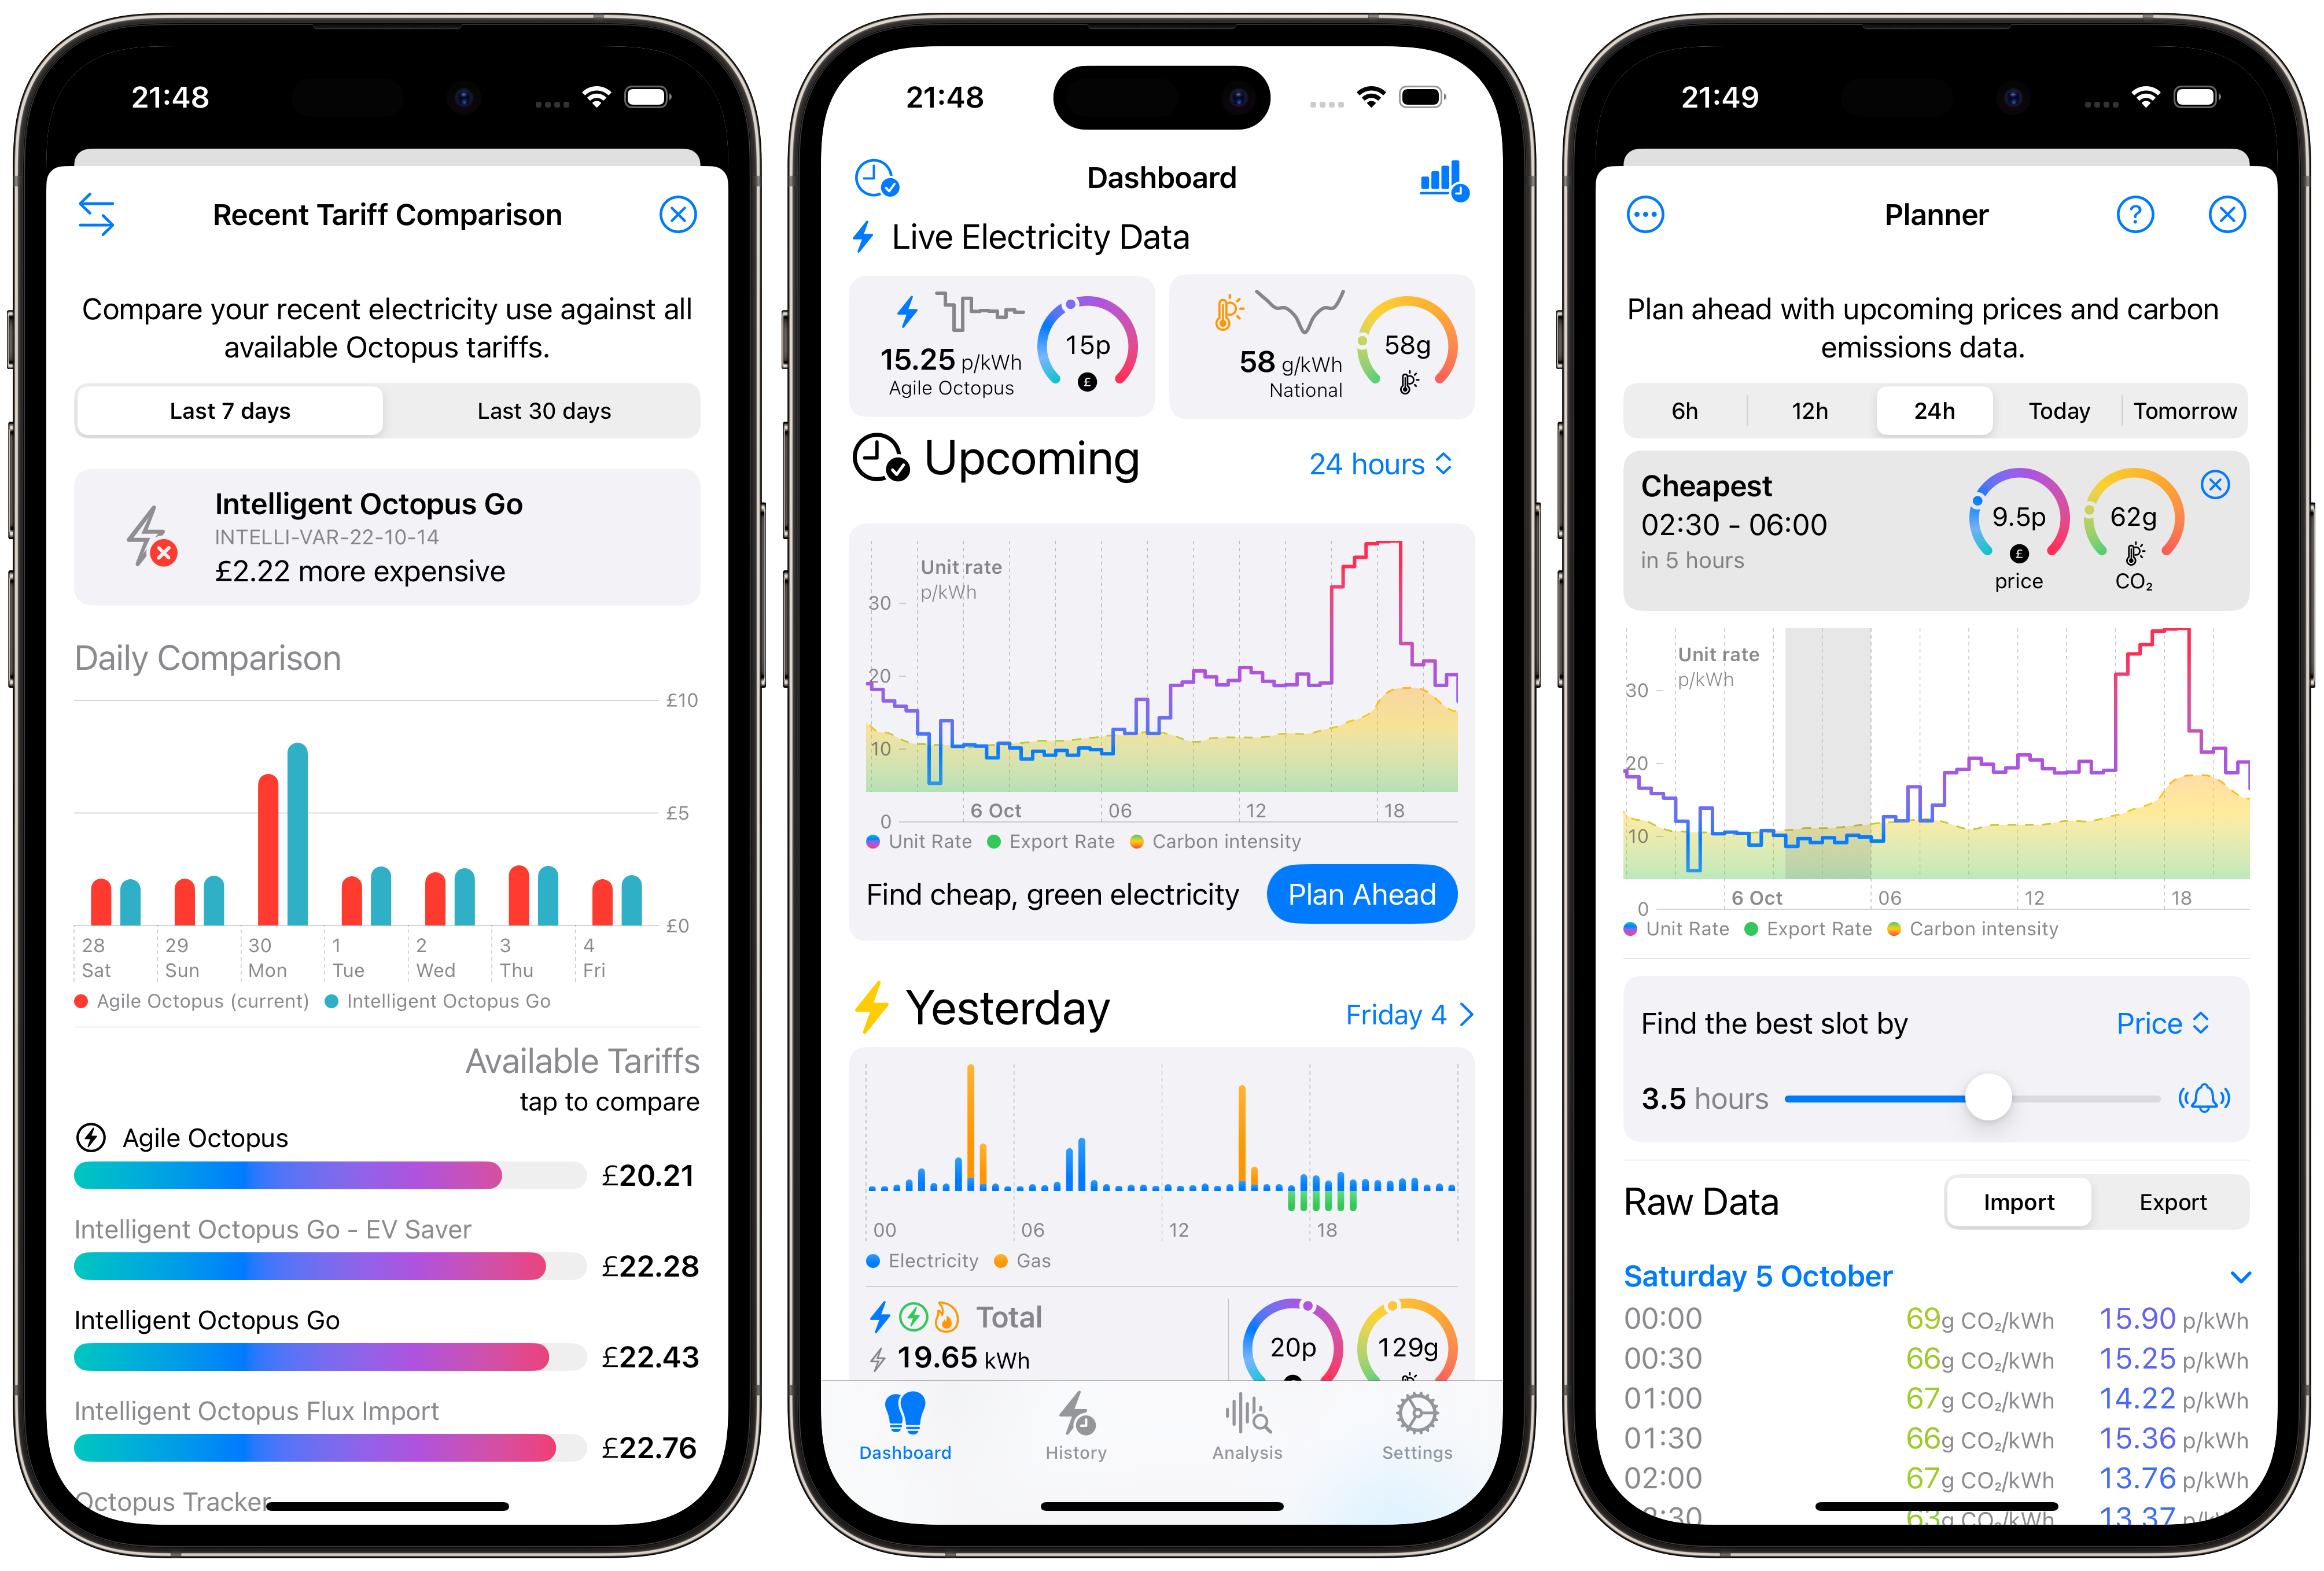 21:48
Recent Tariff Comparison
Compare your recent electricity use against all
available Octopus tariffs.
Last 7 days
Last 30 days
Intelligent Octopus Go
INTELLI-VAR-22-10-14
£2.22 more expensive
Daily Comparison
£10
£5
£0
28 29 30 1 2 3 4
Sat Sun Mon Tue Wed Thu Fri
Agile Octopus (current) Intelligent Octopus Go
Available Tariffs
tap to compare
Agile Octopus
£20.21
Intelligent Octopus Go - EV Saver
£22.28
Intelligent Octopus Go
£22.43
Intelligent Octopus Flux Import
£22.76
Octopus Tracker
21:48
Dashboard
Live Electricity Data
15.25 p/kWh
Agile Octopus
15p
£
58 g/kWh
National
58g
Upcoming
24 hours
Unit rate
p/kWh
30
20
10
0
6 Oct 06 12 18
Unit Rate Export Rate Carbon intensity
Find cheap, green electricity
Plan Ahead
Yesterday
Friday 4
00 06 12 18
Electricity Gas
Total
19.65 kWh
20p
129g
Dashboard History Analysis Settings
21:49
Planner
?
Plan ahead with upcoming prices and carbon
emissions data.
6h 12h 24h Today Tomorrow
Cheapest
02:30 - 06:00
in 5 hours
9.5p
£
price
62g
CO₂
Unit rate
p/kWh
30
20
10
0
6 Oct 06 12 18
Unit Rate Export Rate Carbon intensity
Find the best slot by
Price
3.5 hours
Raw Data
Import
Export
Saturday 5 October
00:00 69g CO₂/kWh 15.90 p/kWh
00:30 66g CO₂/kWh 15.25 p/kWh
01:00 67g CO₂/kWh 14.22 p/kWh
01:30 66g CO₂/kWh 15.36 p/kWh
02:00 67g CO₂/kWh 13.76 p/kWh
63g CO₂/kWh 13.37